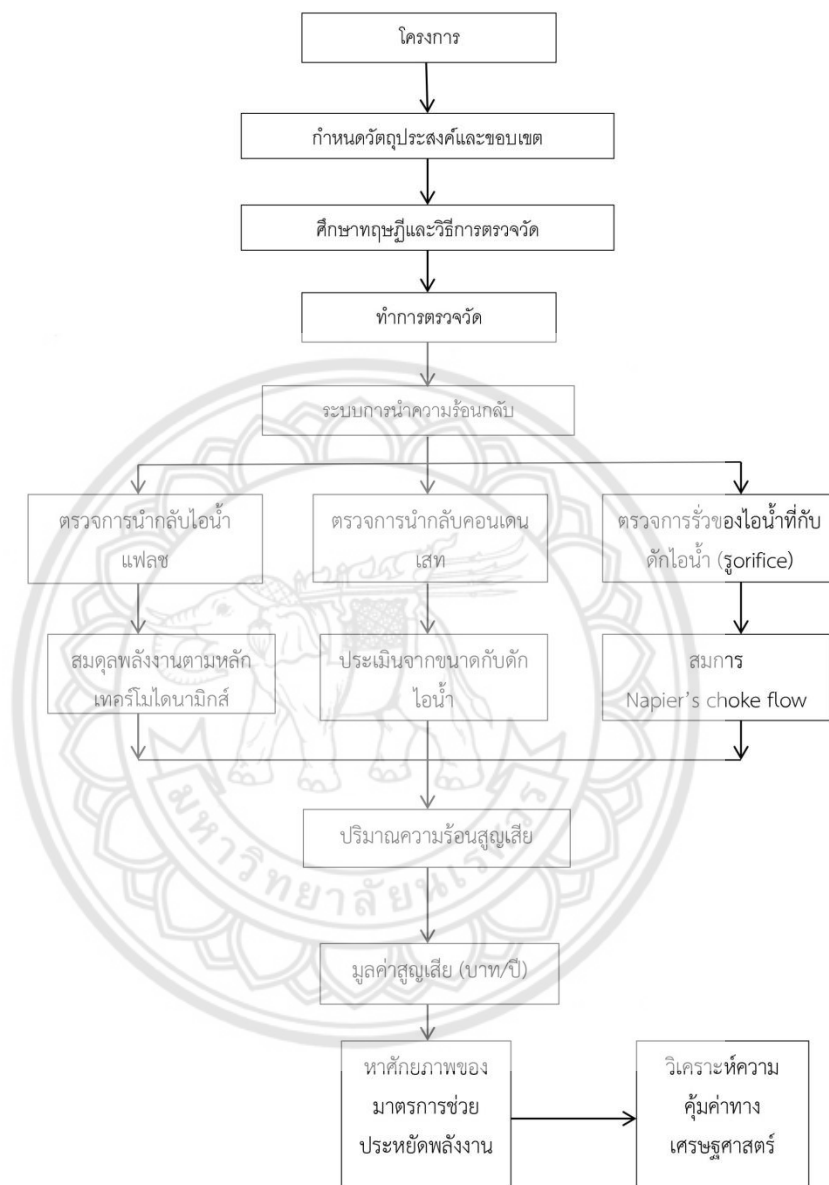 โครงการ
กำหนดวัตถุประสงค์และขอบเขต
ศึกษาทฤษฎีและวิธีการตรวจวัด
ทำการตรวจวัด
ระบบการนำความร้อนกลับ
ตรวจการนำกลับไอน้ำ
แฟลช
ตรวจการนำกลับคอนเดน
เสท
ตรวจการรั่วของไอน้ำที่กับ
ดักไอน้ำ (รูorifice)
สมดุลพลังงานตามหลัก
เทอร์โมไดนามิกส์
ประเมินจากขนาดกับดัก
ไอน้ำ
สมการ
Napier's choke flow
ปริมาณความร้อนสูญเสีย
มูลค่าสูญเสีย (บาท/ปี)
หาศักยภาพของ
มาตรการช่วย
ประหยัดพลังงาน
วิเคราะห์ความ
คุ้มค่าทาง
เศรษฐศาสตร์
มหาวิทยาลัยนเรศวร